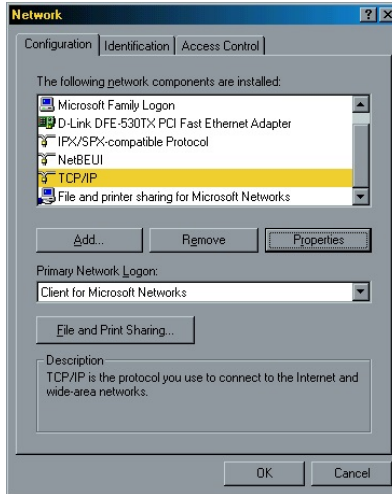 Network
Configuration Identification Access Control
The following network components are installed:
Microsoft Family Logon
D-Link DFE-530TX PCI Fast Ethernet Adapter
IPX/SPX-compatible Protocol
NetBEUI
TCP/IP
File and printer sharing for Microsoft Networks
Add... Remove Properties
Primary Network Logon:
Client for Microsoft Networks
File and Print Sharing...
Description
TCP/IP is the protocol you use to connect to the Internet and
wide-area networks.
OK Cancel